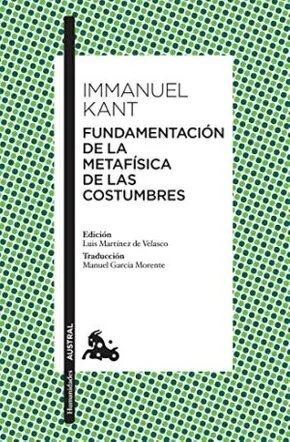 IMMANUEL
KANT
FUNDAMENTACIÓN
DE LA
METAFÍSICA
DE LAS
COSTUMBRES
Edición
Luis Martínez de Velasco
Traducción
Manuel García Morente
AUSTRAL
Humanidades